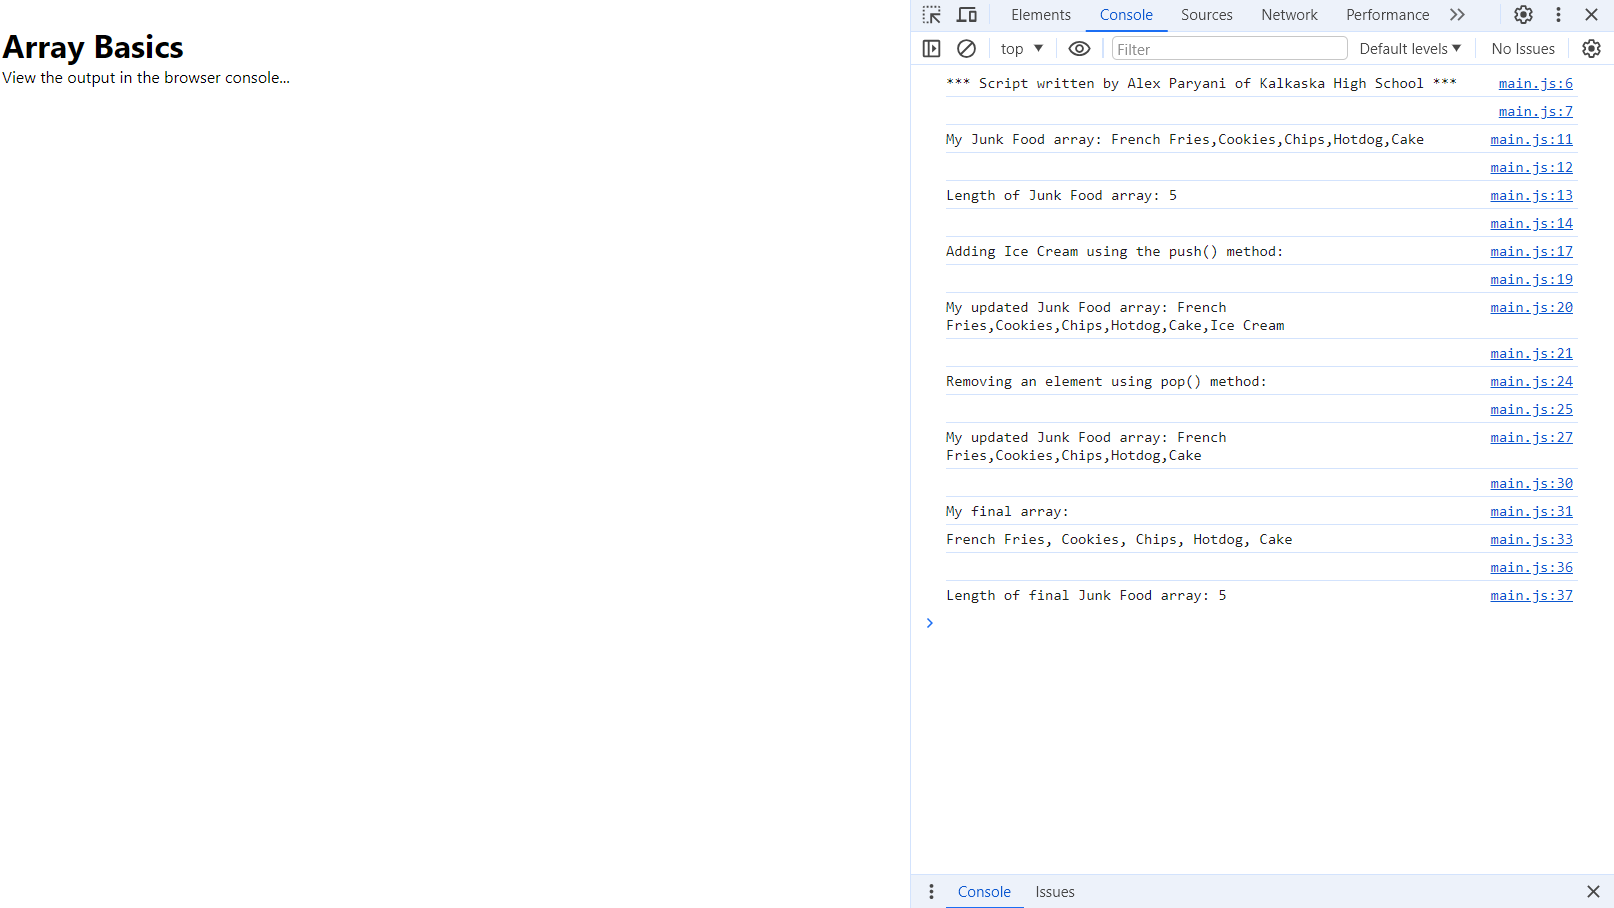 Array Basics
View the output in the browser console...
Elements Console Sources Network Performance
top Filter Default levels No Issues
*** Script written by Alex Paryani of Kalkaska High School *** main.js:6
main.js:7
My Junk Food array: French Fries,Cookies,Chips,Hotdog,Cake main.js:11
main.js:12
Length of Junk Food array: 5 main.js:13
main.js:14
Adding Ice Cream using the push() method: main.js:17
main.js:19
My updated Junk Food array: French main.js:20
Fries,Cookies,Chips,Hotdog,Cake,Ice Cream
main.js:21
Removing an element using pop() method: main.js:24
main.js:25
My updated Junk Food array: French main.js:27
Fries,Cookies,Chips,Hotdog,Cake
main.js:30
My final array: main.js:31
French Fries, Cookies, Chips, Hotdog, Cake main.js:33
main.js:36
Length of final Junk Food array: 5 main.js:37
Console Issues